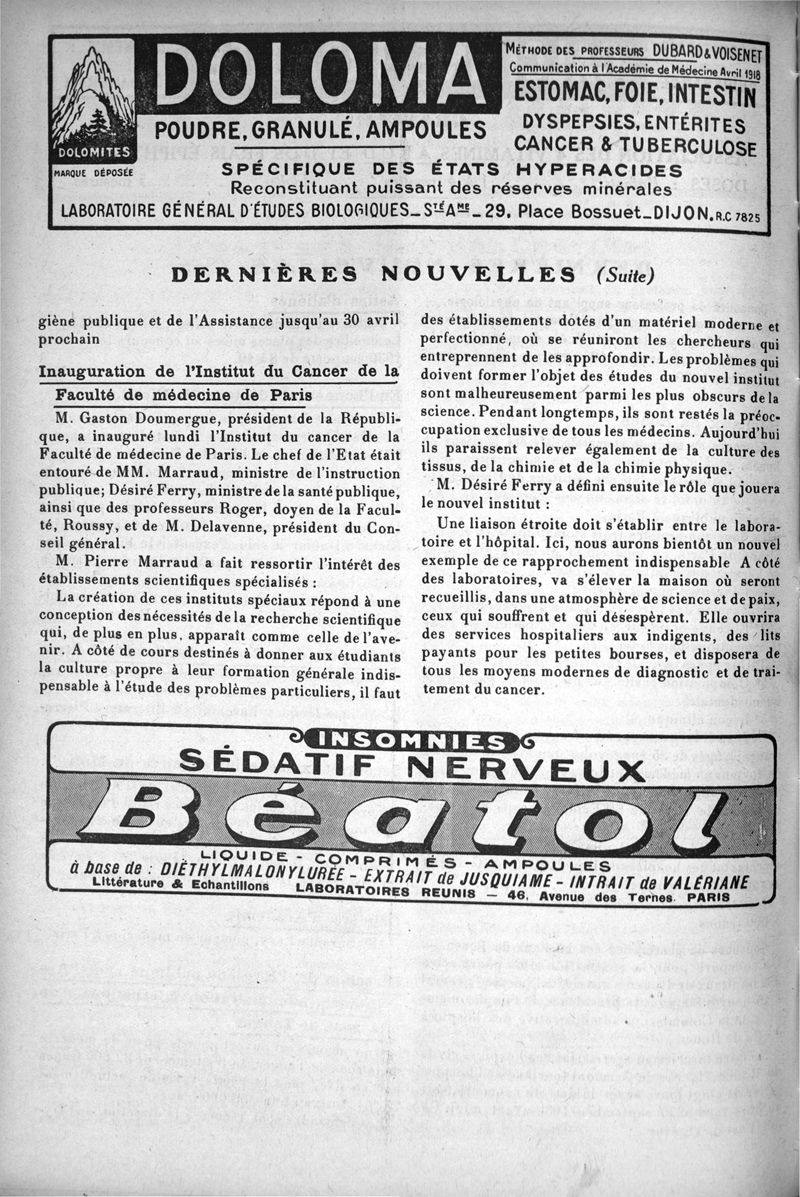 DOLOMITES
MARQUE DÉPOSÉE
DOLOMA
POUDRE, GRANULÉ, AMPOULES
MÉTHODE DES PROFESSEURS DUBARD & VOISENET
Communication à l'Académie de Médecine Avril 1918
ESTOMAC, FOIE, INTESTIN
DYSPEPSIES, ENTÉRITES
CANCER & TUBERCULOSE
SPÉCIFIQUE DES ÉTATS HYPERACIDES
Reconstituant puissant des réserves minérales
LABORATOIRE GÉNÉRAL D'ÉTUDES BIOLOGIQUES_STÉ AME_29, Place Bossuet_DIJON. R.C 7825
DERNIÈRES NOUVELLES (Suite)
giène publique et de l'Assistance jusqu'au 30 avril
prochain
Inauguration de l'Institut du Cancer de la
Faculté de médecine de Paris
M. Gaston Doumergue, président de la Républi-
que, a inauguré lundi l'Institut du cancer de la
Faculté de médecine de Paris. Le chef de l'Etat était
entouré de MM. Marraud, ministre de l'instruction
publique; Désiré Ferry, ministre de la santé publique,
ainsi que des professeurs Roger, doyen de la Facul-
té, Roussy, et de M. Delavenne, président du Con-
seil général.
M. Pierre Marraud a fait ressortir l'intérêt des
établissements scientifiques spécialisés :
La création de ces instituts spéciaux répond à une
conception des nécessités de la recherche scientifique
qui, de plus en plus, apparaît comme celle de l'ave-
nir. A côté de cours destinés à donner aux étudiants
la culture propre à leur formation générale indis-
pensable à l'étude des problèmes particuliers, il faut
des établissements dotés d'un matériel moderne et
perfectionné, où se réuniront les chercheurs qui
entreprennent de les approfondir. Les problèmes qui
doivent former l'objet des études du nouvel institut
sont malheureusement parmi les plus obscurs de la
science. Pendant longtemps, ils sont restés la préoc-
cupation exclusive de tous les médecins. Aujourd'hui
ils paraissent relever également de la culture des
tissus, de la chimie et de la chimie physique.
M. Désiré Ferry a défini ensuite le rôle que jouera
le nouvel institut :
Une liaison étroite doit s'établir entre le labora-
toire et l'hôpital. Ici, nous aurons bientôt un nouvel
exemple de ce rapprochement indispensable A côté
des laboratoires, va s'élever la maison où seront
recueillis, dans une atmosphère de science et de paix,
ceux qui souffrent et qui désespèrent. Elle ouvrira
des services hospitaliers aux indigents, des lits
payants pour les petites bourses, et disposera de
tous les moyens modernes de diagnostic et de trai-
tement du cancer.
INSOMNIES
SÉDATIF NERVEUX
Béatol
LIQUIDE - COMPRIMÉS - AMPOULES
à base de : DIÉTHYLMALONYLURÉE - EXTRAIT de JUSQUIAME - INTRAIT de VALÉRIANE
Littérature & Echantillons LABORATOIRES REUNIS — 46, Avenue des Ternes. PARIS